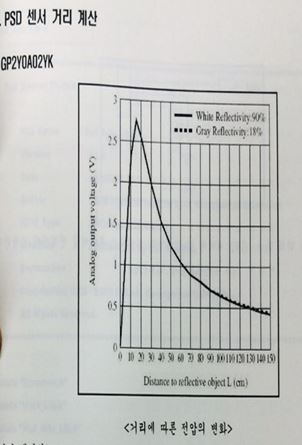 PSD 센서 거리 계산
GP2Y0A02YK
White Reflectivity:90%
Gray Reflectivity:18%
Analog output voltage (V)
3
2.5
2
1.5
1
0.5
0
0 10 20 30 40 50 60 70 80 90 100 110 120 130 140 150
Distance to reflective object L (cm)
<거리에 따른 전압의 변화>